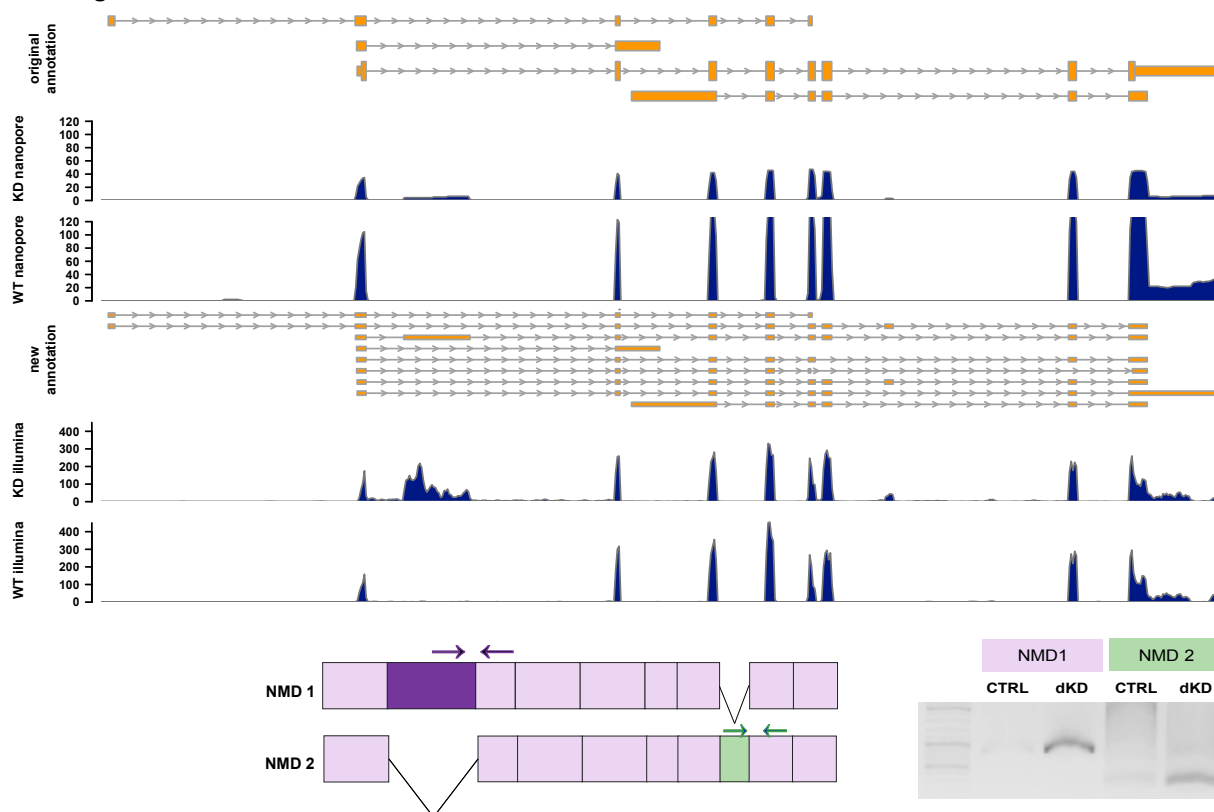 original
annotation
KD nanopore
120
100
80
60
40
20
0
WT nanopore
120
100
80
60
40
20
0
new
annotation
KD illumina
400
300
200
100
0
WT illumina
400
300
200
100
0
NMD 1
NMD 2
NMD1 NMD 2
CTRL dKD CTRL dKD